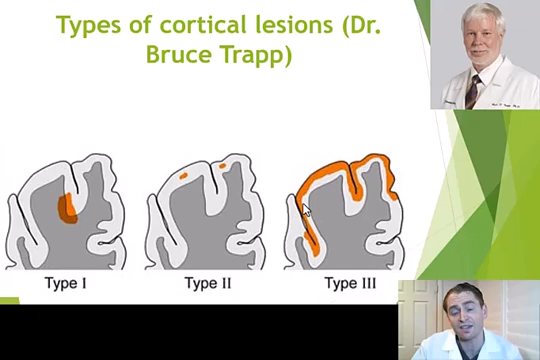 Types of cortical lesions (Dr.
Bruce Trapp)
Type I
Type II
Type III